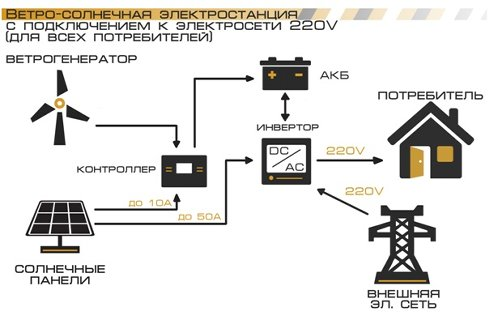 Ветро-солнечная электростанция
с подключением к электросети 220V
(для всех потребителей)
ВЕТРОГЕНЕРАТОР
АКБ
ПОТРЕБИТЕЛЬ
ИНВЕРТОР
КОНТРОЛЛЕР
DC
AC
220V
220V
до 10А
до 50А
СОЛНЕЧНЫЕ
ПАНЕЛИ
ВНЕШНЯЯ
ЭЛ. СЕТЬ